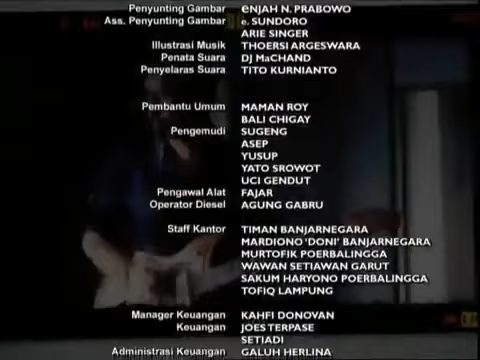 Penyunting Gambar eNJAH N. PRABOWO
Ass. Penyunting Gambar e. SUNDORO
ARIE SINGER
Illustrasi Musik THOERSI ARGESWARA
Penata Suara DJ MaCHAND
Penyelaras Suara TITO KURNIANTO
Pembantu Umum MAMAN ROY
BALI CHIGAY
Pengemudi SUGENG
ASEP
YUSUP
YATO SROWOT
UCI GENDUT
Pengawal Alat FAJAR
Operator Diesel AGUNG GABRU
Staff Kantor TIMAN BANJARNEGARA
MARDIONO 'DONI' BANJARNEGARA
MURTOFIK POERBALINGGA
WAWAN SETIAWAN GARUT
SAKUM HARYONO POERBALINGGA
TOFIQ LAMPUNG
Manager Keuangan KAHFI DONOVAN
Keuangan JOES TERPASE
SETIADI
Administrasi Keuangan GALUH HERLINA